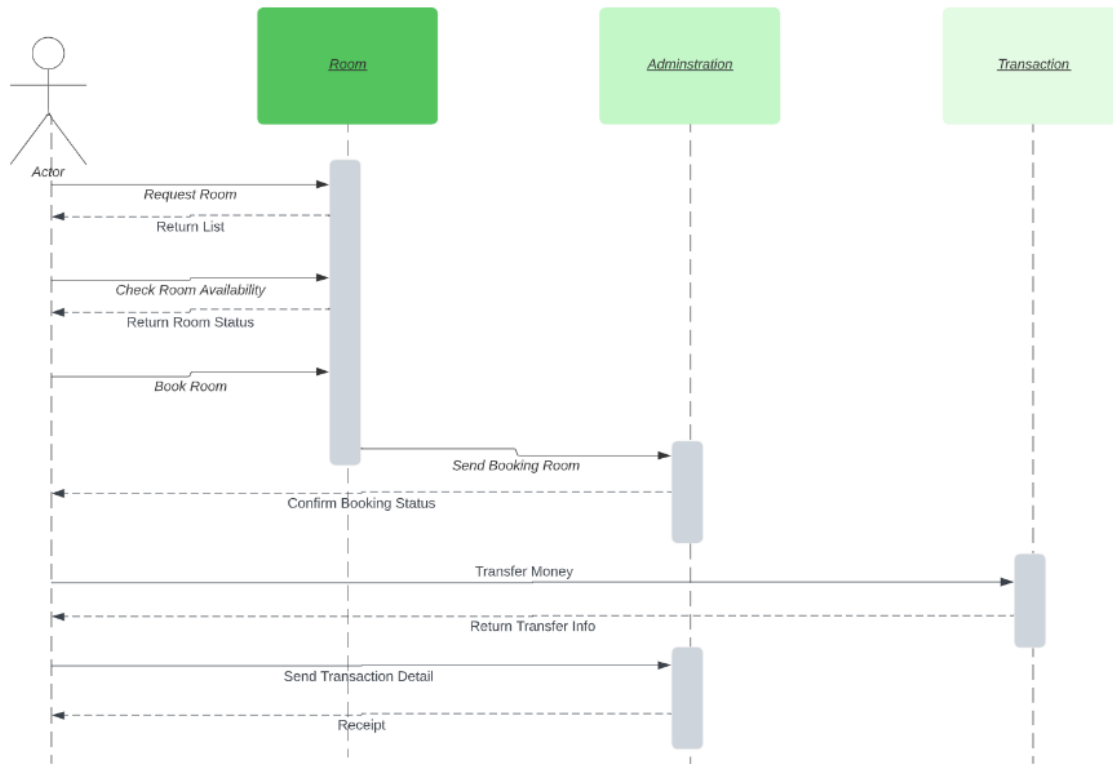 Room
Adminstration
Transaction
Actor
Request Room
Return List
Check Room Availability
Return Room Status
Book Room
Send Booking Room
Confirm Booking Status
Transfer Money
Return Transfer Info
Send Transaction Detail
Receipt